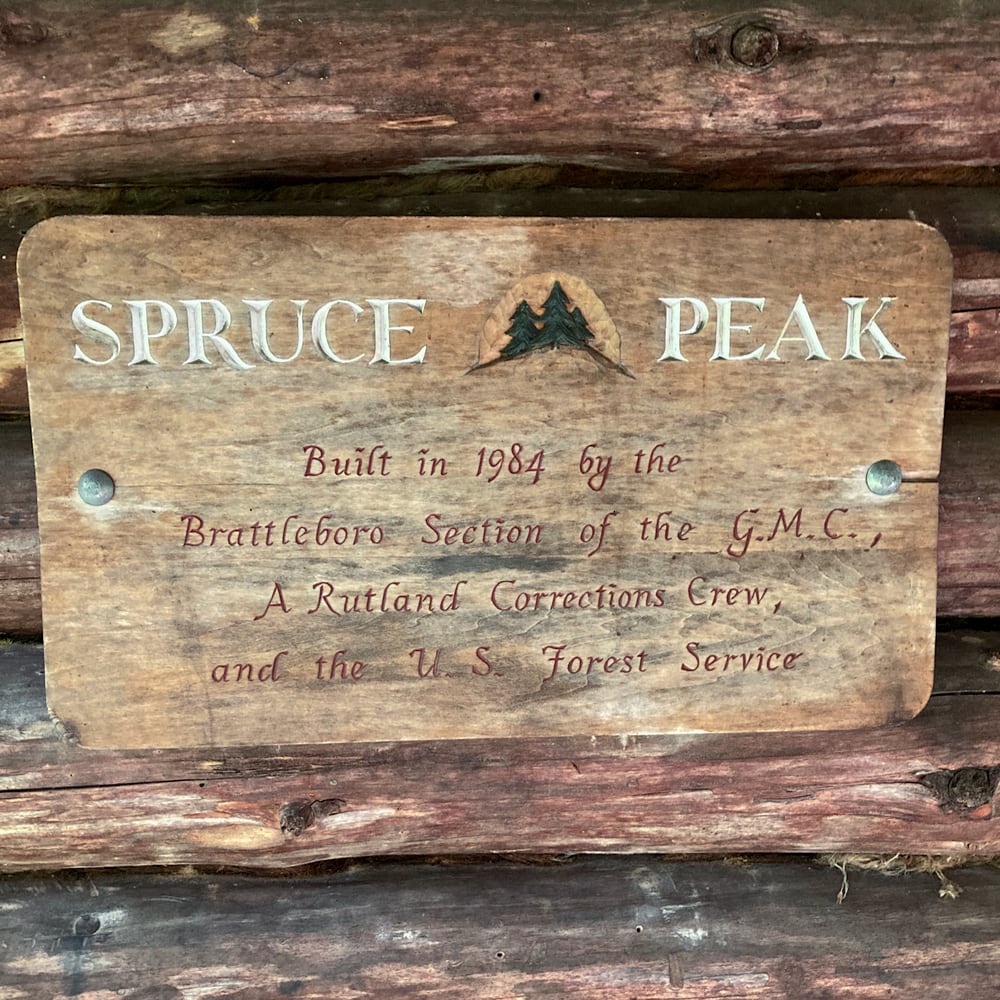 SPRUCE PEAK
Built in 1984 by the
Brattleboro Section of the G.M.C.,
A Rutland Corrections Crew,
and the U.S. Forest Service